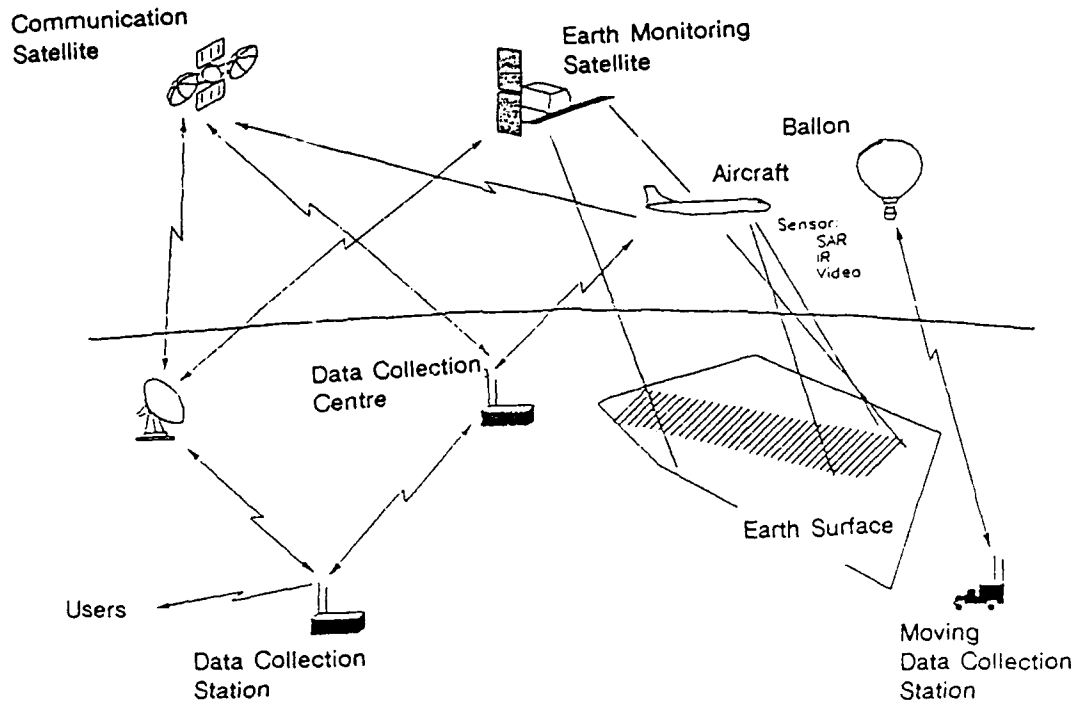 Communication
Satellite
Earth Monitoring
Satellite
Ballon
Aircraft
Sensor:
SAR
IR
Video
Data Collection
Centre
Earth Surface
Users
Data Collection
Station
Moving
Data Collection
Station